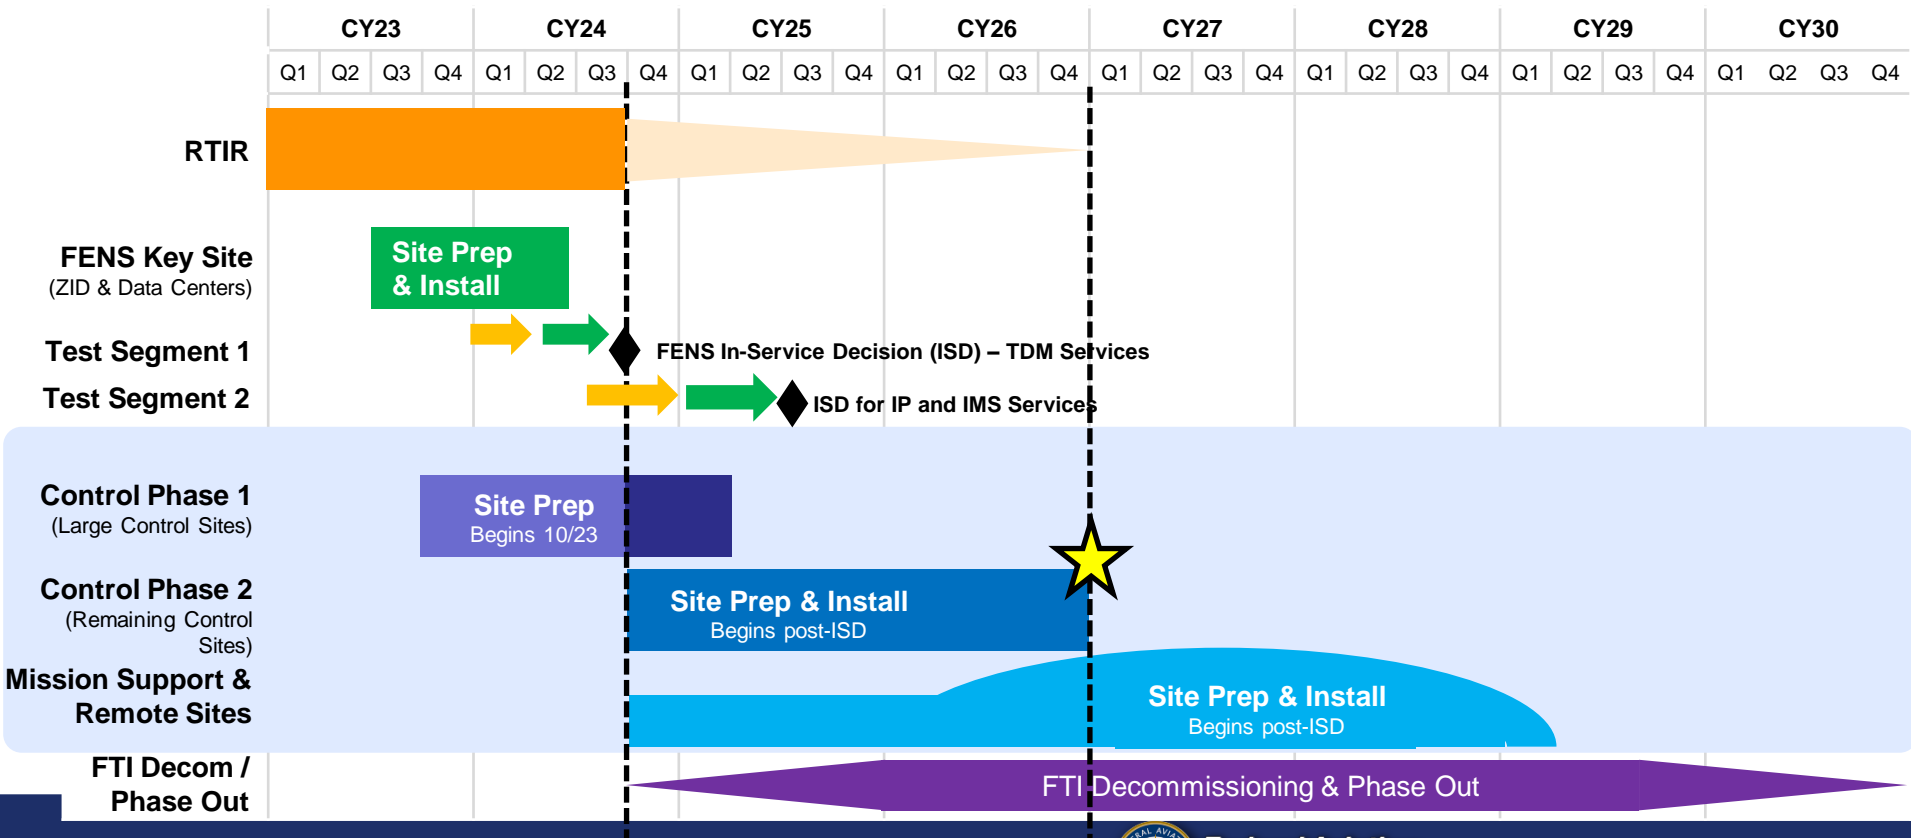 CY23 CY24 CY25 CY26 CY27 CY28 CY29 CY30
Q1 Q2 Q3 Q4 Q1 Q2 Q3 Q4 Q1 Q2 Q3 Q4 Q1 Q2 Q3 Q4 Q1 Q2 Q3 Q4 Q1 Q2 Q3 Q4 Q1 Q2 Q3 Q4 Q1 Q2 Q3 Q4
RTIR
FENS Key Site
(ZID & Data Centers)
Site Prep
& Install
Test Segment 1
FENS In-Service Decision (ISD) – TDM Services
Test Segment 2
ISD for IP and IMS Services
Control Phase 1
(Large Control Sites)
Site Prep
Begins 10/23
Control Phase 2
(Remaining Control
Sites)
Site Prep & Install
Begins post-ISD
Mission Support &
Remote Sites
Site Prep & Install
Begins post-ISD
FTI Decom /
Phase Out
FTI Decommissioning & Phase Out